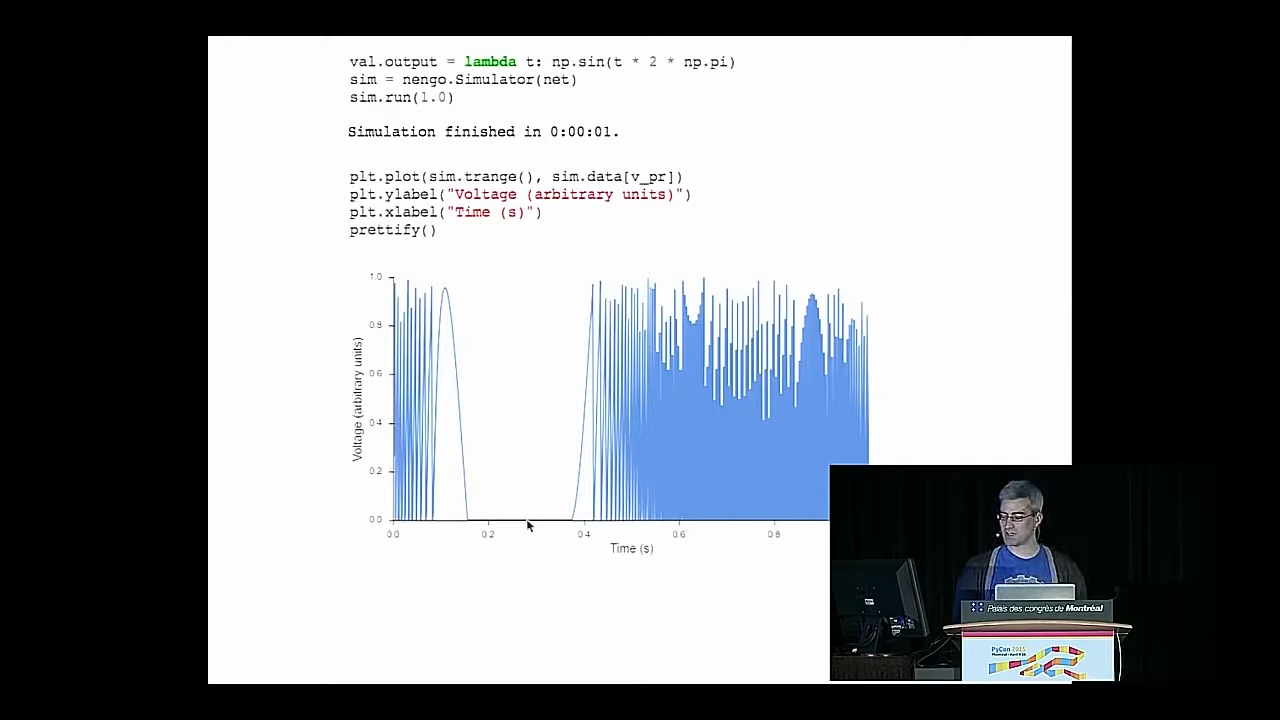 val.output = lambda t: np.sin(t * 2 * np.pi)
sim = nengo.Simulator(net)
sim.run(1.0)
Simulation finished in 0:00:01.
plt.plot(sim.trange(), sim.data[v_pr])
plt.ylabel("Voltage (arbitrary units)")
plt.xlabel("Time (s)")
prettify()
Voltage (arbitrary units)
1.0
0.8
0.6
0.4
0.2
0.0
0.0 0.2 0.4 0.6 0.8
Time (s)
Palais des congrès de Montréal
PyCon 2015